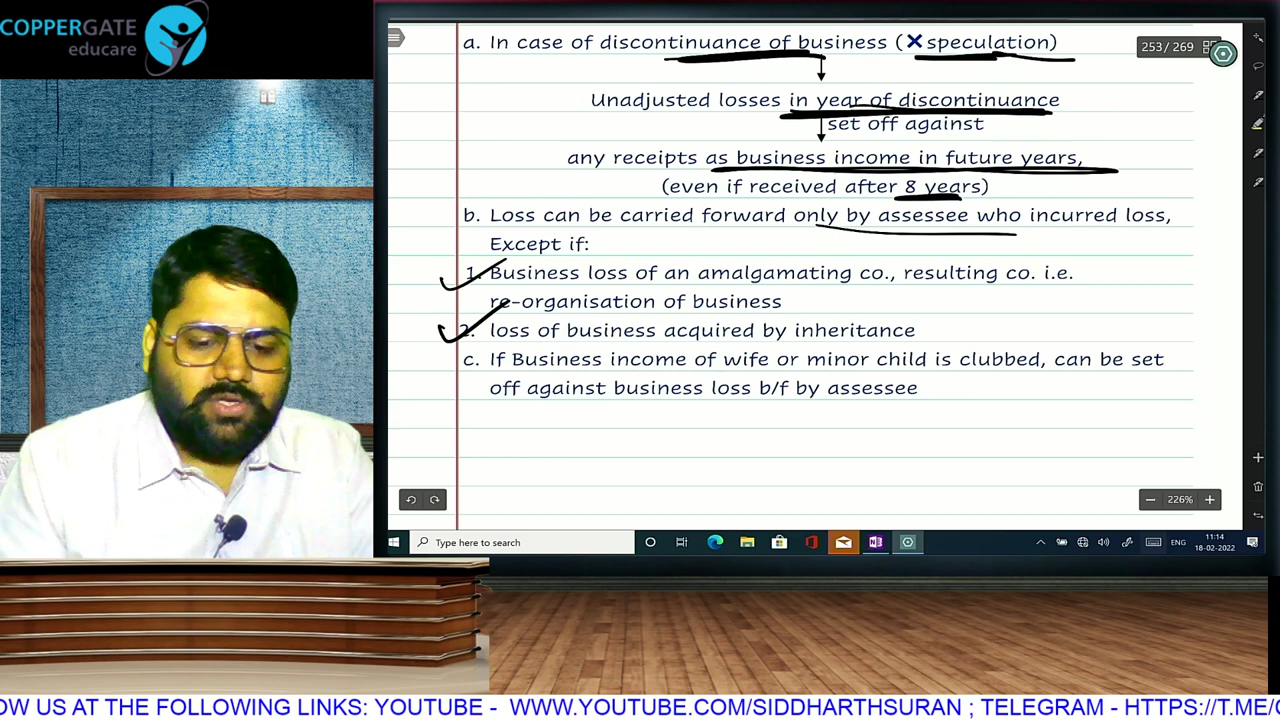 COPPERGATE
educare
a. In case of discontinuance of business (✕ speculation)
253 / 269
Unadjusted losses in year of discontinuance
set off against
any receipts as business income in future years,
(even if received after 8 years)
b. Loss can be carried forward only by assessee who incurred loss,
Except if:
1. Business loss of an amalgamating co., resulting co. i.e.
re-organisation of business
2. loss of business acquired by inheritance
c. If Business income of wife or minor child is clubbed, can be set
off against business loss b/f by assessee
226%
Type here to search
ENG
11:14
18-02-2022
OW US AT THE FOLLOWING LINKS: YOUTUBE - WWW.YOUTUBE.COM/SIDDHARTHSURAN ; TELEGRAM - HTTPS://T.ME/